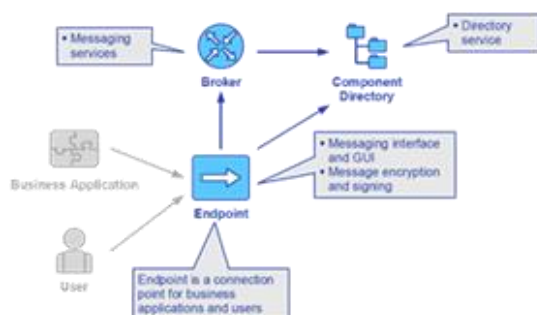 • Messaging
services
Broker
Component
Directory
• Directory
service
Business Application
Endpoint
• Messaging interface
and GUI
• Message encryption
and signing
User
Endpoint is a connection
point for business
applications and users